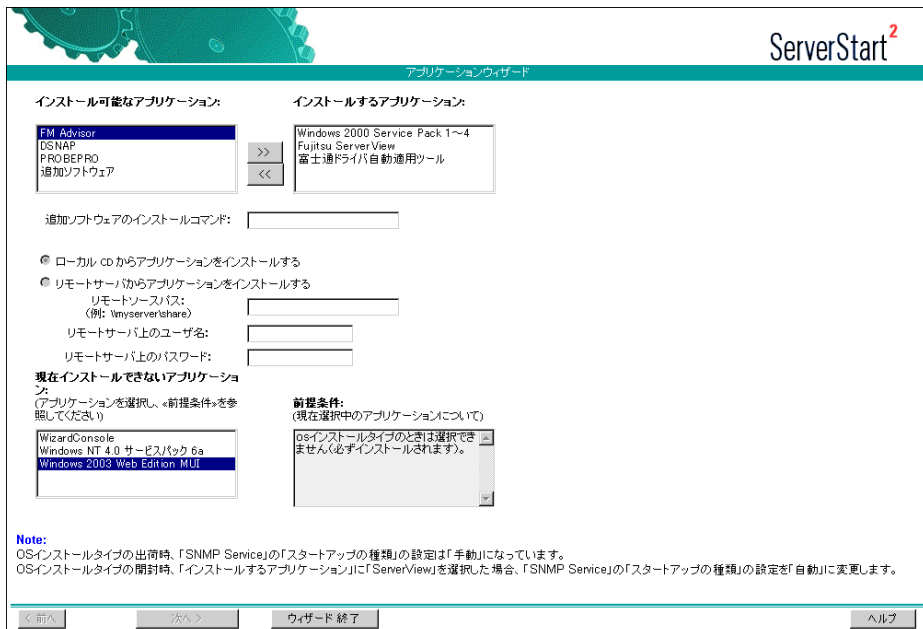 ServerStart2
アプリケーションウィザード
インストール可能なアプリケーション:
インストールするアプリケーション:
FM Advisor
DSNAP
PROBEPRO
追加ソフトウェア
>>
<<
Windows 2000 Service Pack 1～4
Fujitsu ServerView
富士通ドライバ自動適用ツール
追加ソフトウェアのインストールコマンド:
ローカル CD からアプリケーションをインストールする
リモートサーバからアプリケーションをインストールする
リモートソースパス:
(例: \\myserver\share)
リモートサーバ上のユーザ名:
リモートサーバ上のパスワード:
現在インストールできないアプリケーショ
ン:
(アプリケーションを選択し、«前提条件»を参
照してください)
前提条件:
(現在選択中のアプリケーションについて)
WizardConsole
Windows NT 4.0 サービスパック 6a
Windows 2003 Web Edition MUI
osインストールタイプのときは選択でき
ません(必ずインストールされます)。
Note:
OSインストールタイプの出荷時、「SNMP Service」の「スタートアップの種類」の設定は「手動」になっています。
OSインストールタイプの開封時、「インストールするアプリケーション」に「ServerView」を選択した場合、「SNMP Service」の「スタートアップの種類」の設定を「自動」に変更します。
< 前へ
次へ >
ウィザード 終了
ヘルプ